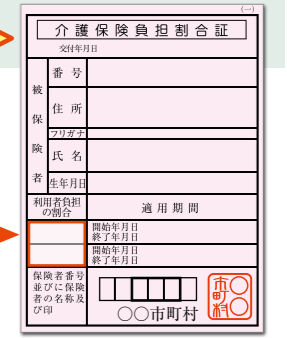 (一)
介護保険負担割合証
交付年月日
被保険者
番号
住所
フリガナ
氏名
生年月日
利用者負担
の割合
適用期間
開始年月日
終了年月日
開始年月日
終了年月日
保険者番号
並びに保険
者の名称及
び印
〇〇市町村
市町村〇〇